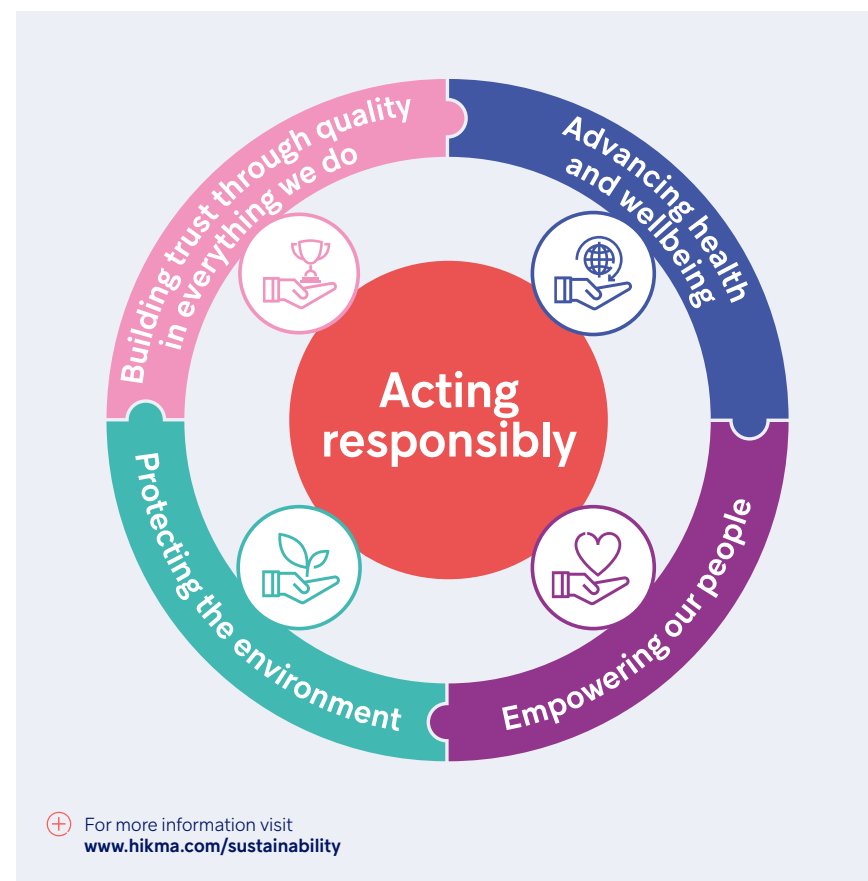 Building trust through quality
in everything we do
Advancing health
and wellbeing
Acting
responsibly
Protecting the environment
Empowering our people
For more information visit
www.hikma.com/sustainability